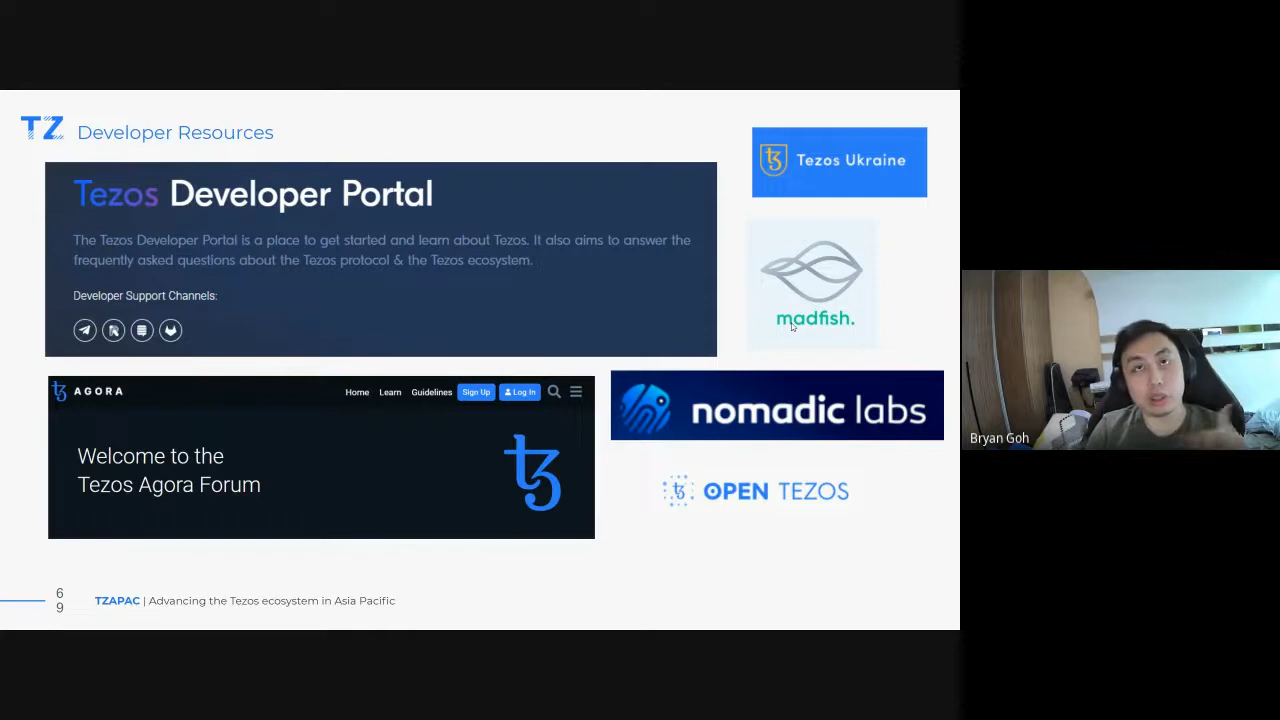 TZ Developer Resources
Tezos Developer Portal
The Tezos Developer Portal is a place to get started and learn about Tezos. It also aims to answer the
frequently asked questions about the Tezos protocol & the Tezos ecosystem.
Developer Support Channels:
Tezos Ukraine
madfish.
AGORA
Home Learn Guidelines Sign Up Log In
Welcome to the
Tezos Agora Forum
nomadic labs
OPEN TEZOS
6
9
TZAPAC | Advancing the Tezos ecosystem in Asia Pacific
Bryan Goh